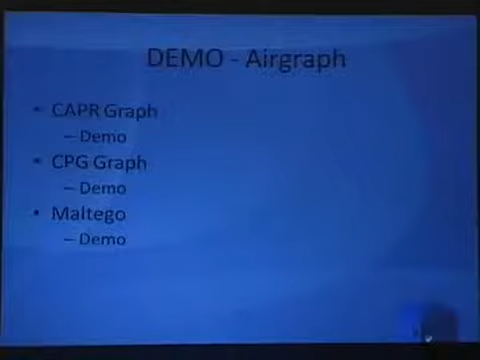 DEMO - Airgraph
• CAPR Graph
– Demo
• CPG Graph
– Demo
• Maltego
– Demo